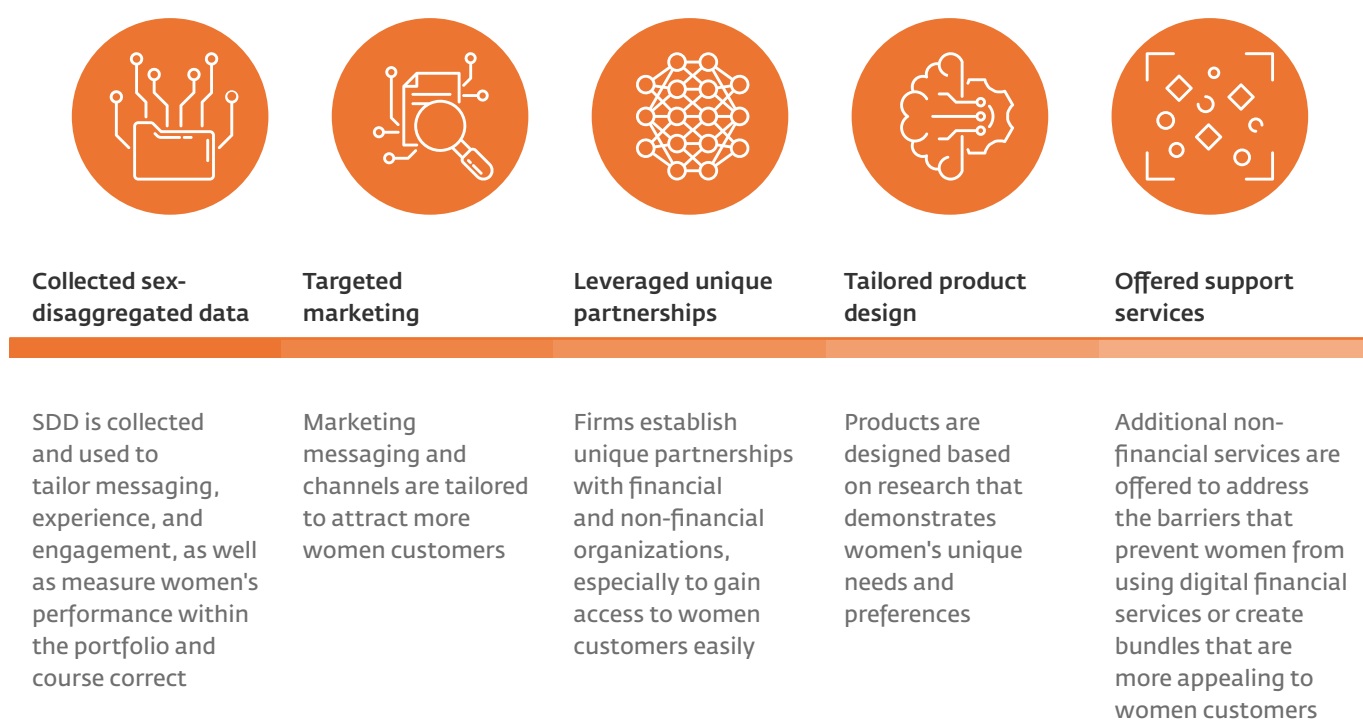 Collected sex-
disaggregated data
Targeted
marketing
Leveraged unique
partnerships
Tailored product
design
Offered support
services
SDD is collected
and used to
tailor messaging,
experience, and
engagement, as well
as measure women's
performance within
the portfolio and
course correct
Marketing
messaging and
channels are tailored
to attract more
women customers
Firms establish
unique partnerships
with financial
and non-financial
organizations,
especially to gain
access to women
customers easily
Products are
designed based
on research that
demonstrates
women's unique
needs and
preferences
Additional non-
financial services are
offered to address
the barriers that
prevent women from
using digital financial
services or create
bundles that are
more appealing to
women customers